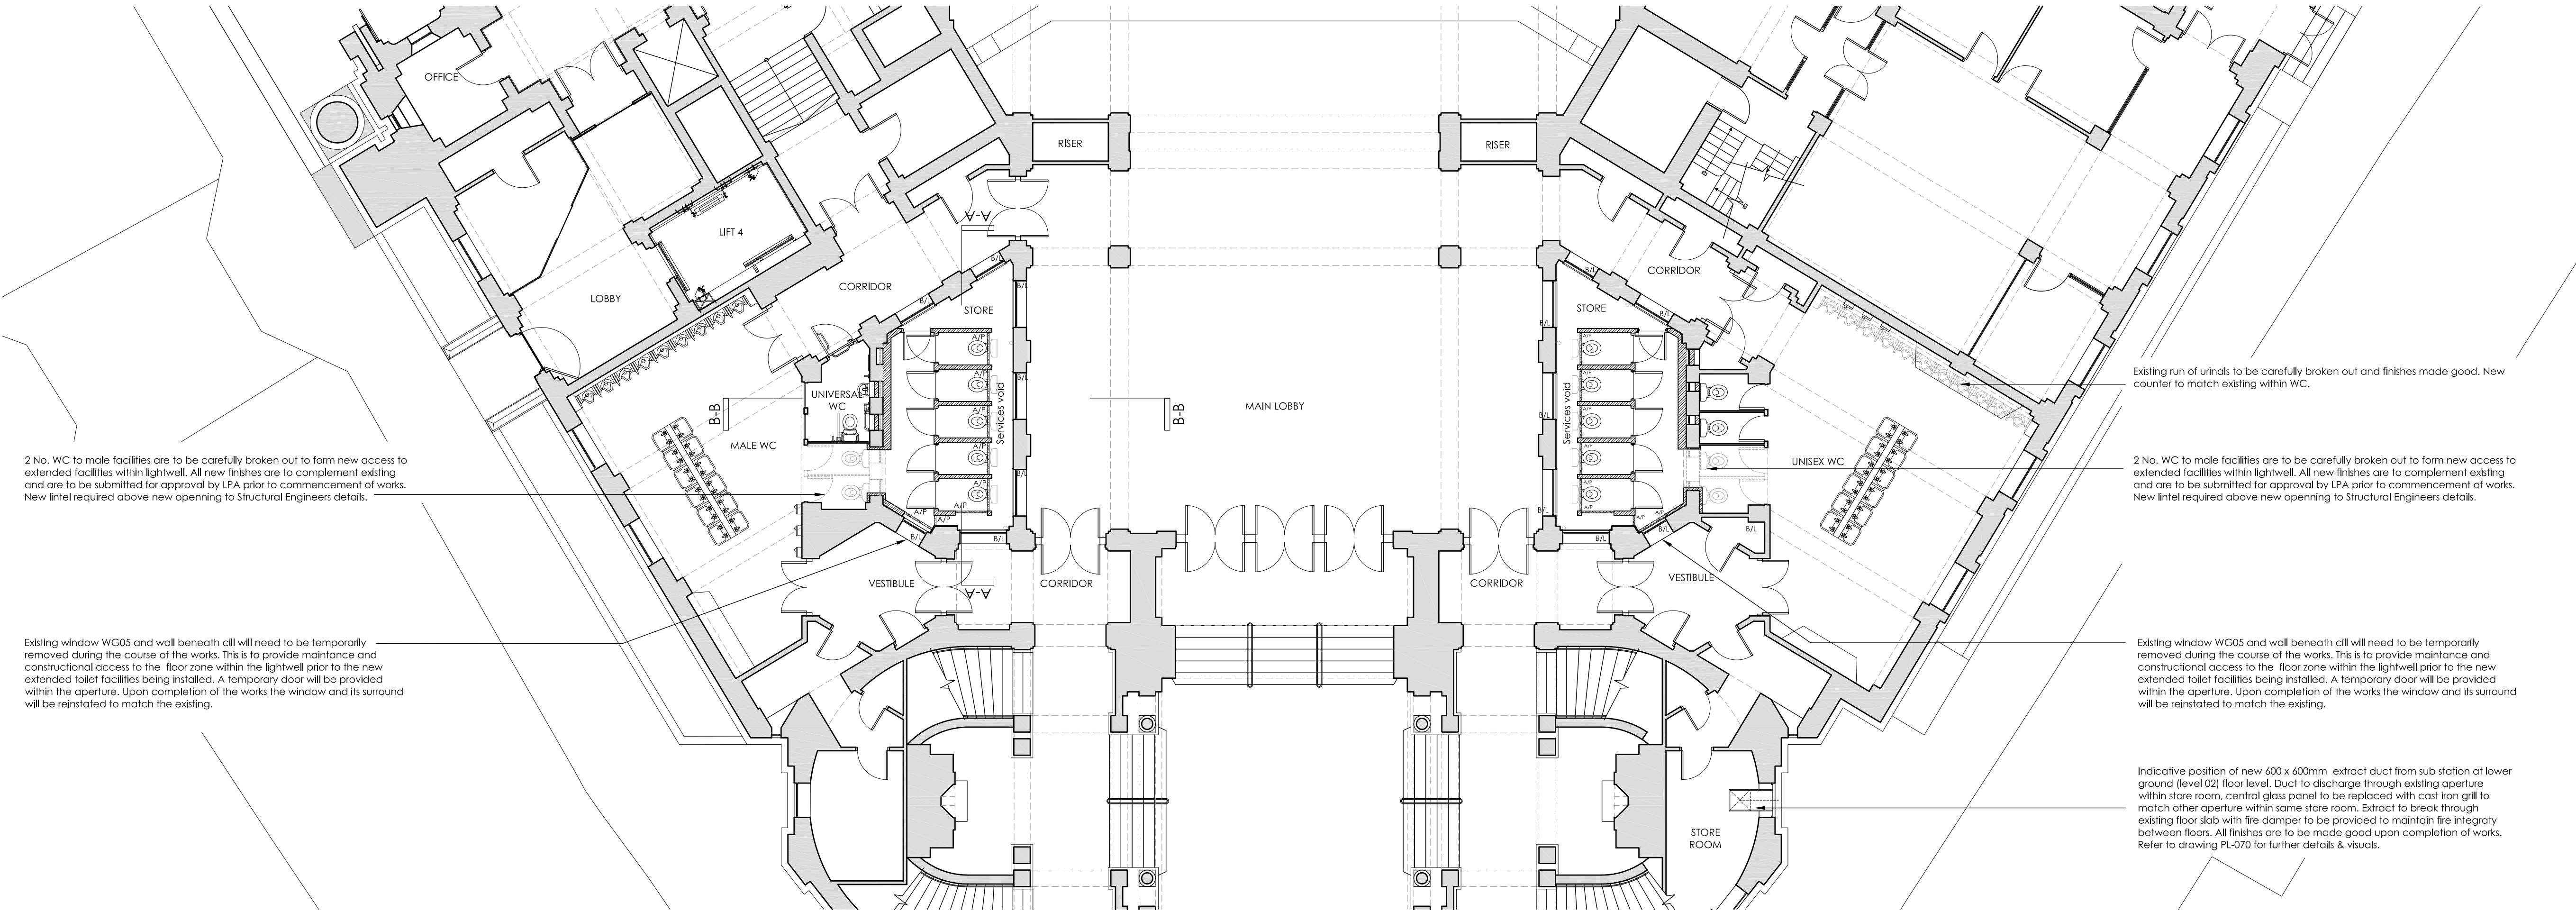 OFFICE
RISER
RISER
LIFT 4
A-A
LOBBY
CORRIDOR
CORRIDOR
B/L
B/L
B/L
B/L
B/L
B/L
STORE
STORE
B/L
B/L
B/L
B/L
A/P
A/P
A/P
A/P
A/P
A/P
A/P
A/P
A/P
A/P
UNIVERSAL
WC
Services void
Services void
B-B
B-B
MAIN LOBBY
MALE WC
UNISEX WC
A/P
A/P
A/P
A/P
A/P
B/L
B/L
B/L
B/L
B/L
B/L
B/L
VESTIBULE
CORRIDOR
CORRIDOR
VESTIBULE
A-A
STORE
ROOM
2 No. WC to male facilities are to be carefully broken out to form new access to
extended facilities within lightwell. All new finishes are to complement existing
and are to be submitted for approval by LPA prior to commencement of works.
New lintel required above new openning to Structural Engineers details.
Existing window WG05 and wall beneath cill will need to be temporarily
removed during the course of the works. This is to provide maintance and
constructional access to the floor zone within the lightwell prior to the new
extended toilet facilities being installed. A temporary door will be provided
within the aperture. Upon completion of the works the window and its surround
will be reinstated to match the existing.
Existing run of urinals to be carefully broken out and finishes made good. New
counter to match existing within WC.
2 No. WC to male facilities are to be carefully broken out to form new access to
extended facilities within lightwell. All new finishes are to complement existing
and are to be submitted for approval by LPA prior to commencement of works.
New lintel required above new openning to Structural Engineers details.
Existing window WG05 and wall beneath cill will need to be temporarily
removed during the course of the works. This is to provide maintance and
constructional access to the floor zone within the lightwell prior to the new
extended toilet facilities being installed. A temporary door will be provided
within the aperture. Upon completion of the works the window and its surround
will be reinstated to match the existing.
Indicative position of new 600 x 600mm extract duct from sub station at lower
ground (level 02) floor level. Duct to discharge through existing aperture
within store room, central glass panel to be replaced with cast iron grill to
match other aperture within same store room. Extract to break through
existing floor slab with fire damper to be provided to maintain fire integraty
between floors. All finishes are to be made good upon completion of works.
Refer to drawing PL-070 for further details & visuals.